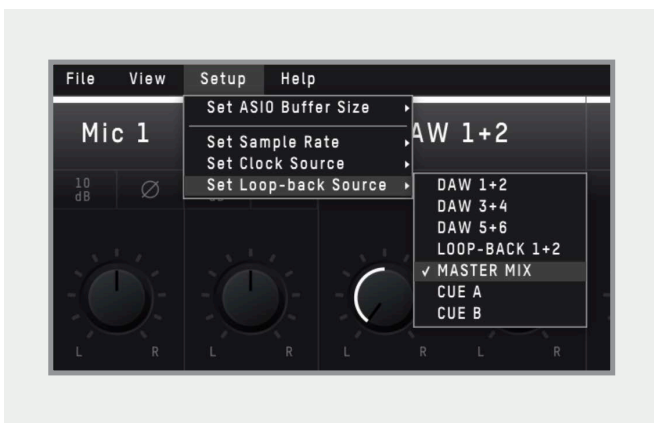 File View Setup Help
Set ASIO Buffer Size
Mic 1 AW 1+2
Set Sample Rate
Set Clock Source
Set Loop-back Source
10
dB Ø dB
DAW 1+2
DAW 3+4
DAW 5+6
LOOP-BACK 1+2
✓ MASTER MIX
CUE A
CUE B
L R L R L R L R